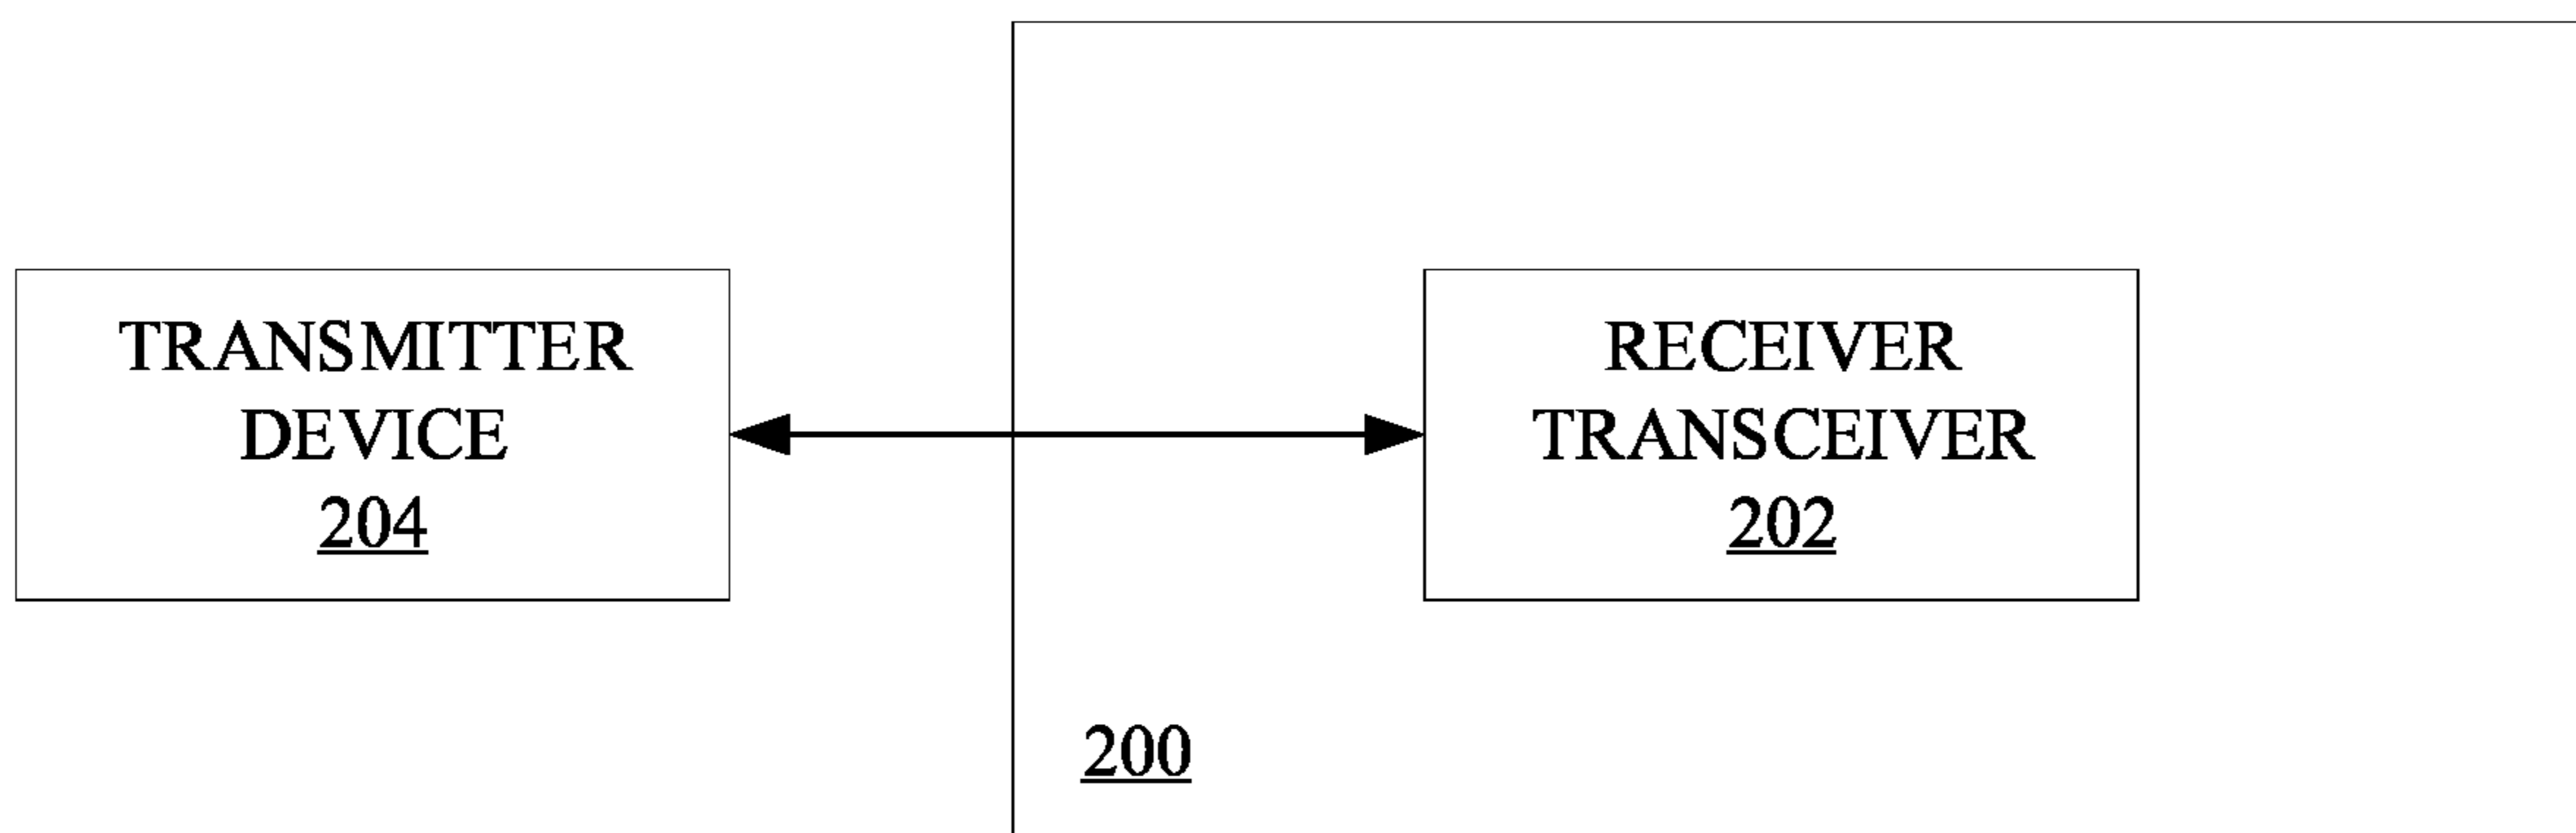 TRANSMITTER
DEVICE
204
RECEIVER
TRANSCEIVER
202
200